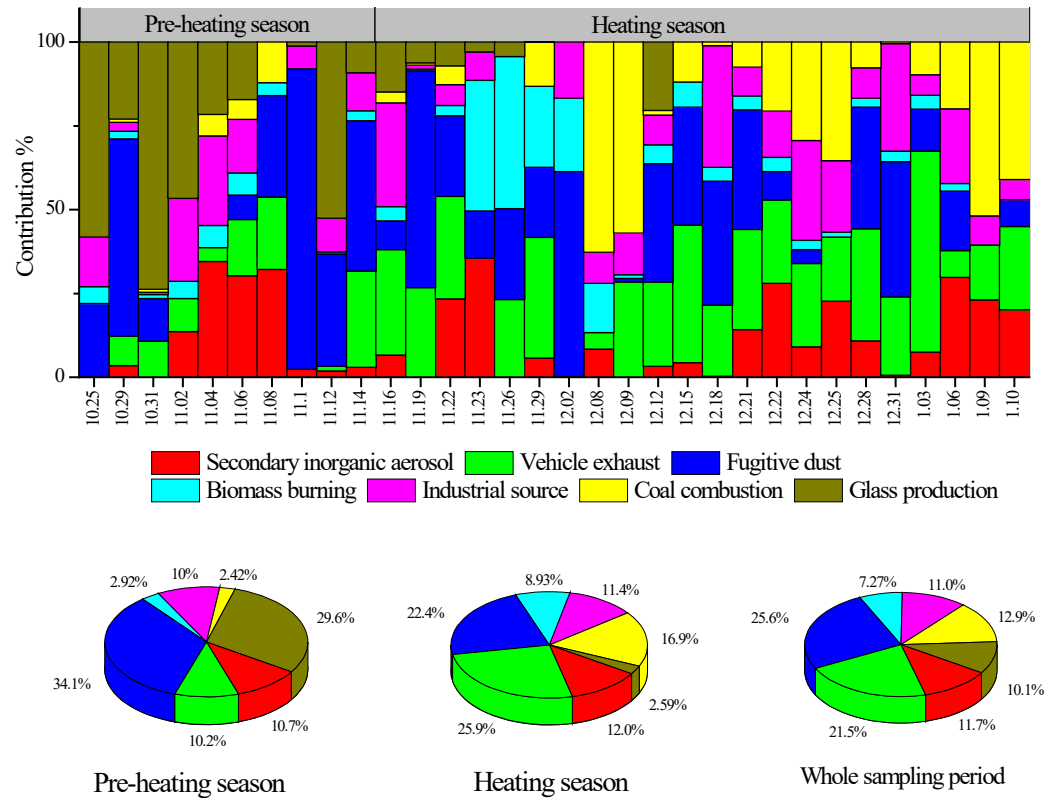 Pre-heating season Heating season
100
50
0
Contribution %
10.25 10.29 10.31 11.02 11.04 11.06 11.08 11.1 11.12 11.14 11.16 11.19 11.22 11.23 11.26 11.29 12.02 12.08 12.09 12.12 12.15 12.18 12.21 12.24 12.25 12.22 12.28 12.31 1.03 1.06 1.09 1.10
Secondary inorganic aerosol Vehicle exhaust Fugitive dust
Biomass burning Industrial source Coal combustion Glass production
2.92% 10% 2.42%
29.6%
34.1%
10.7%
10.2%
Pre-heating season
8.93%
11.4%
22.4%
16.9%
2.59%
25.9%
12.0%
Heating season
7.27%
11.0%
25.6%
12.9%
10.1%
21.5%
11.7%
Whole sampling period